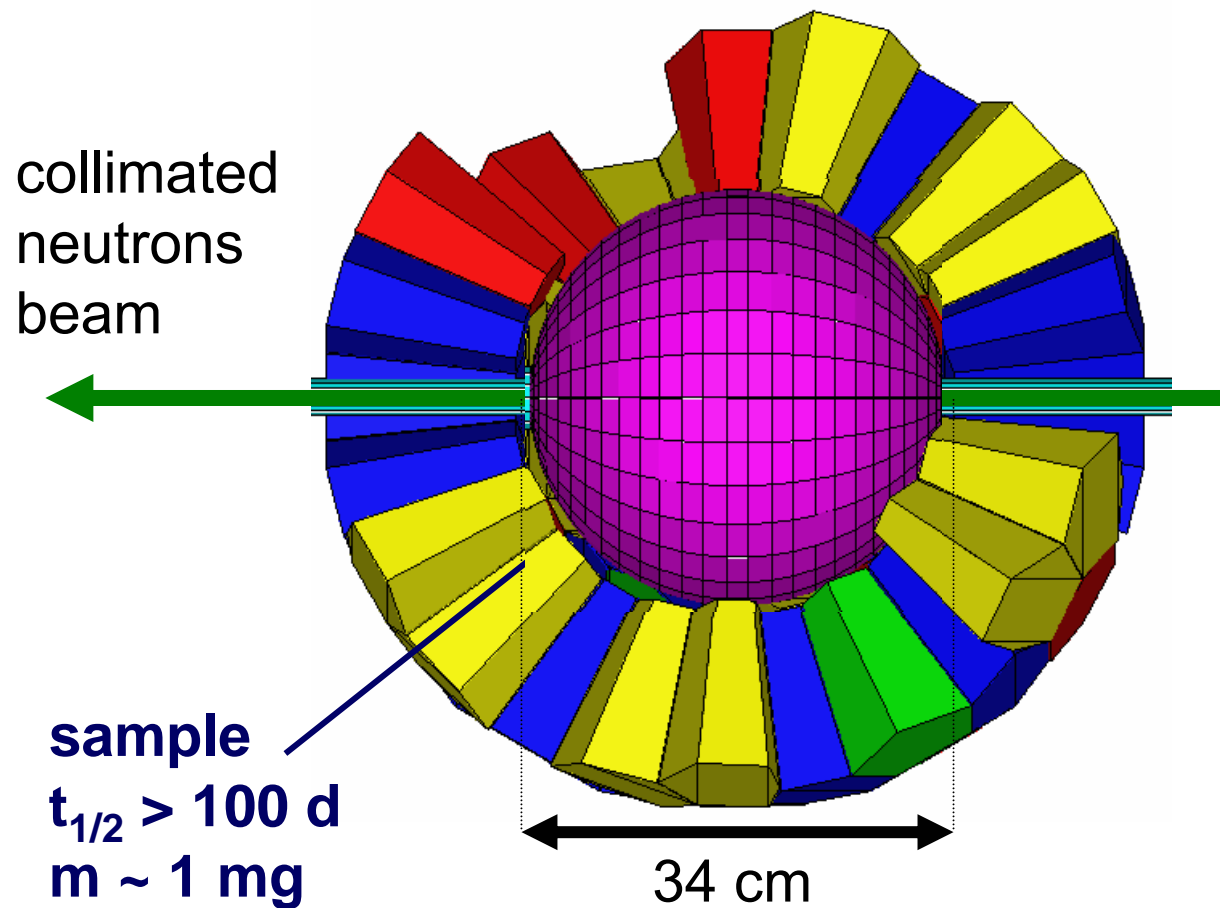 collimated
neutrons
beam
sample
t₁/₂ > 100 d
m ~ 1 mg
34 cm